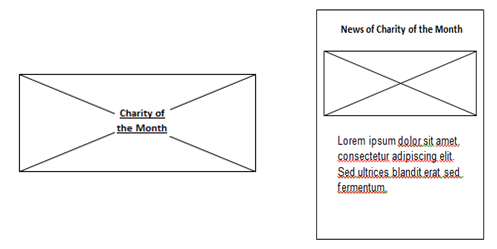 Charity of
the Month
News of Charity of the Month
Lorem ipsum dolor sit amet,
consectetur adipiscing elit.
Sed ultrices blandit erat sed
fermentum.